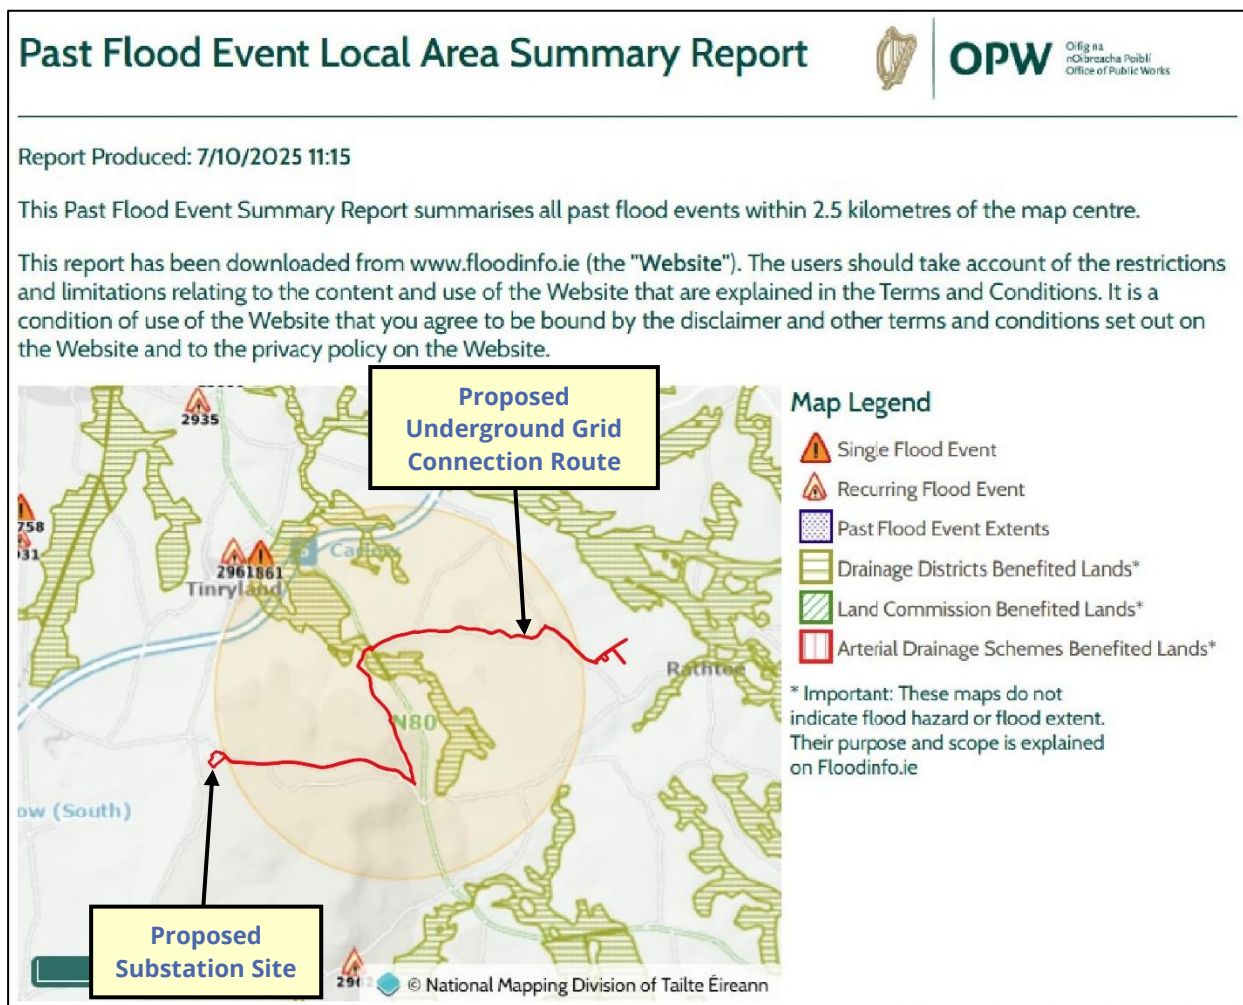 Past Flood Event Local Area Summary Report
OPW
Oifig na
nOibreacha Poiblí
Office of Public Works
Report Produced: 7/10/2025 11:15
This Past Flood Event Summary Report summarises all past flood events within 2.5 kilometres of the map centre.
This report has been downloaded from www.floodinfo.ie (the "Website"). The users should take account of the restrictions
and limitations relating to the content and use of the Website that are explained in the Terms and Conditions. It is a
condition of use of the Website that you agree to be bound by the disclaimer and other terms and conditions set out on
the Website and to the privacy policy on the Website.
Proposed
Underground Grid
Connection Route
2935
758
931
Carlow
2961
861
Tinryland
Rathtoe
N80
ow (South)
Proposed
Substation Site
2962
© National Mapping Division of Tailte Éireann
Map Legend
Single Flood Event
Recurring Flood Event
Past Flood Event Extents
Drainage Districts Benefited Lands*
Land Commission Benefited Lands*
Arterial Drainage Schemes Benefited Lands*
* Important: These maps do not
indicate flood hazard or flood extent.
Their purpose and scope is explained
on Floodinfo.ie